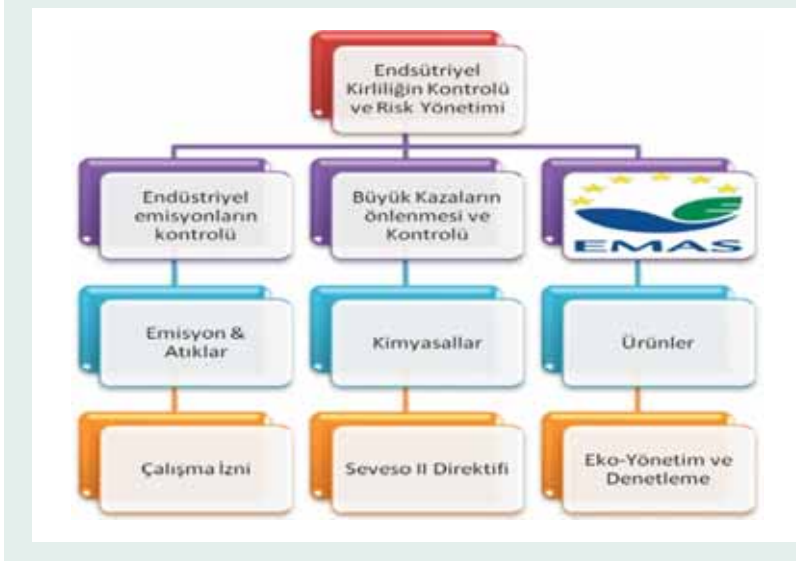 Endsütriyel
Kirliliğin Kontrolü
ve Risk Yönetimi
Endüstriyel
emisyonların
kontrolü
Büyük Kazaların
önlenmesi ve
Kontrolü
EMAS
Emisyon &
Atıklar
Kimyasallar
Ürünler
Çalışma İzni
Seveso II Direktifi
Eko-Yönetim ve
Denetleme